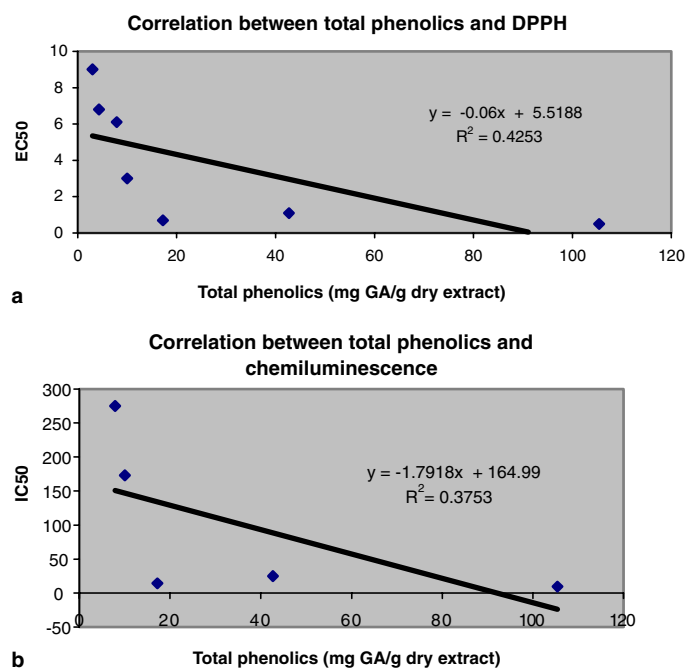 Correlation between total phenolics and DPPH
10
8
6
4
2
0
EC50
y = -0.06x + 5.5188
R² = 0.4253
0 20 40 60 80 100 120
Total phenolics (mg GA/g dry extract)
a
Correlation between total phenolics and
chemiluminescence
300
250
200
150
100
50
0
-50
IC50
y = -1.7918x + 164.99
R² = 0.3753
0 20 40 60 80 100 120
Total phenolics (mg GA/g dry extract)
b